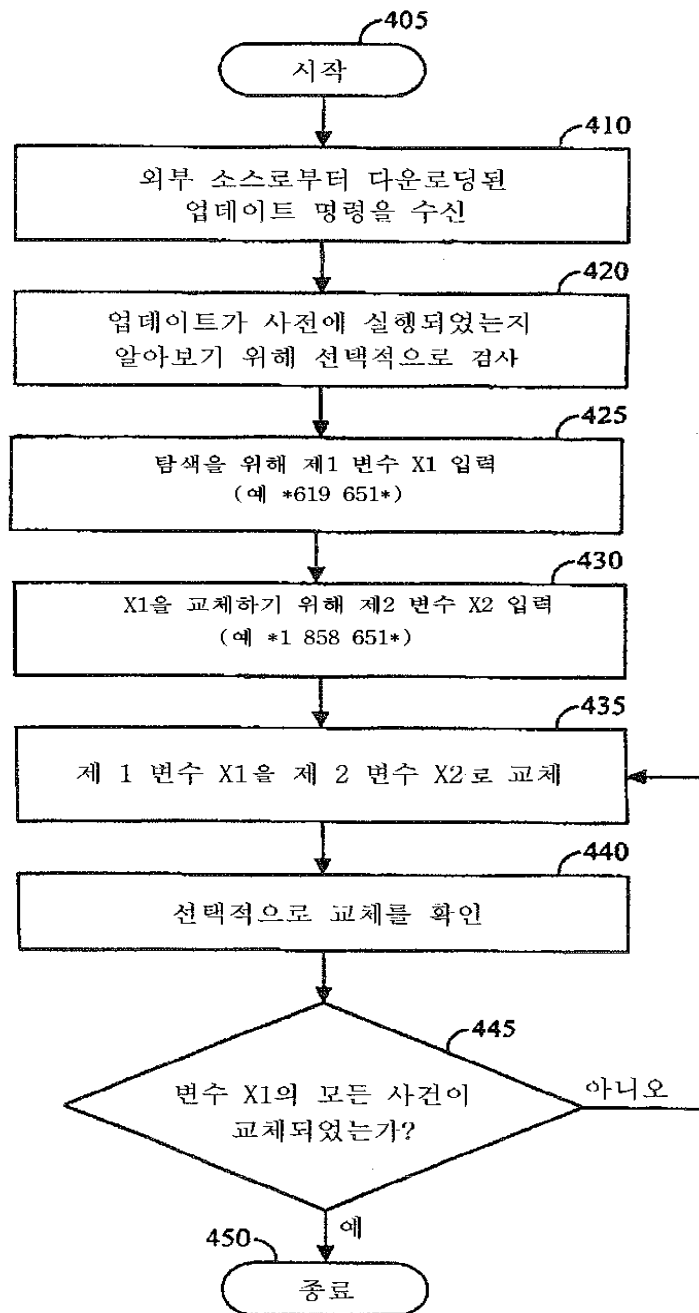 405
시작
410
외부 소스로부터 다운로딩된
업데이트 명령을 수신
420
업데이트가 사전에 실행되었는지
알아보기 위해 선택적으로 검사
425
탐색을 위해 제1 변수 X1 입력
(예 *619 651*)
430
X1을 교체하기 위해 제2 변수 X2 입력
(예 *1 858 651*)
435
제 1 변수 X1을 제 2 변수 X2로 교체
440
선택적으로 교체를 확인
445
변수 X1의 모든 사건이
교체되었는가?
아니오
예
450
종료